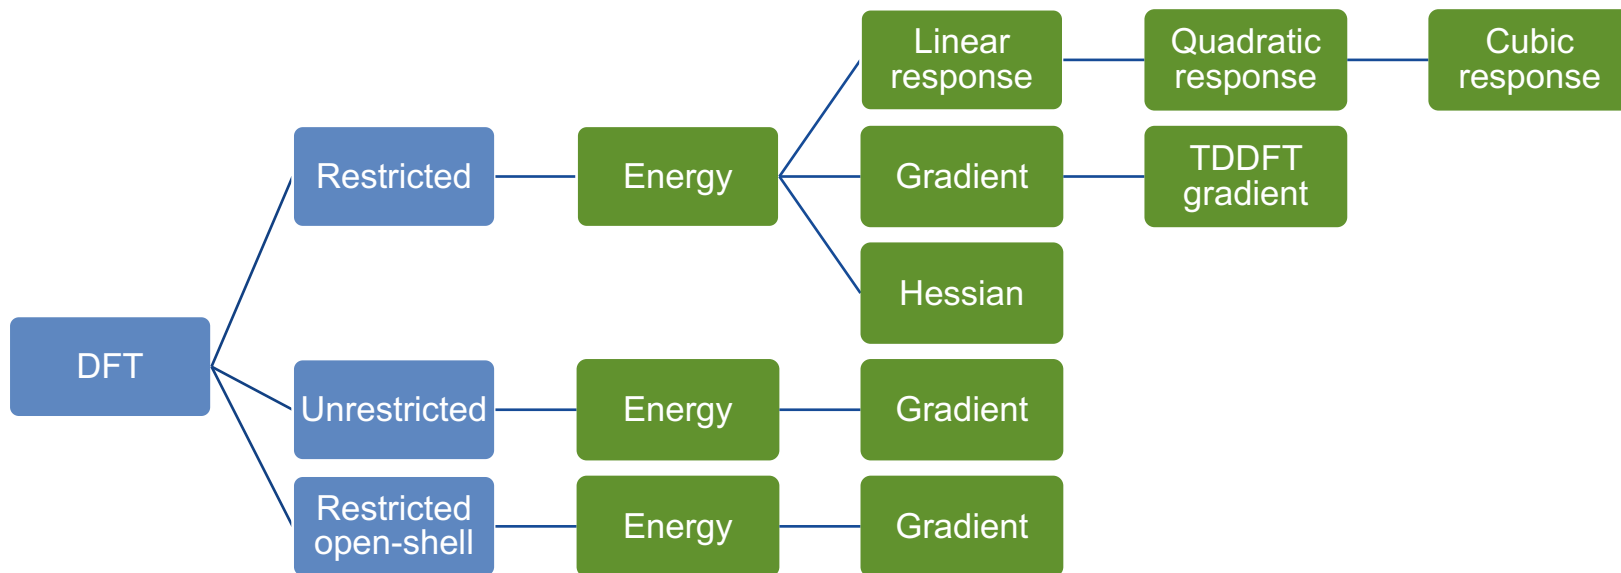 Linear
response
Quadratic
response
Cubic
response
Restricted
Energy
Gradient
TDDFT
gradient
Hessian
DFT
Unrestricted
Energy
Gradient
Restricted
open-shell
Energy
Gradient